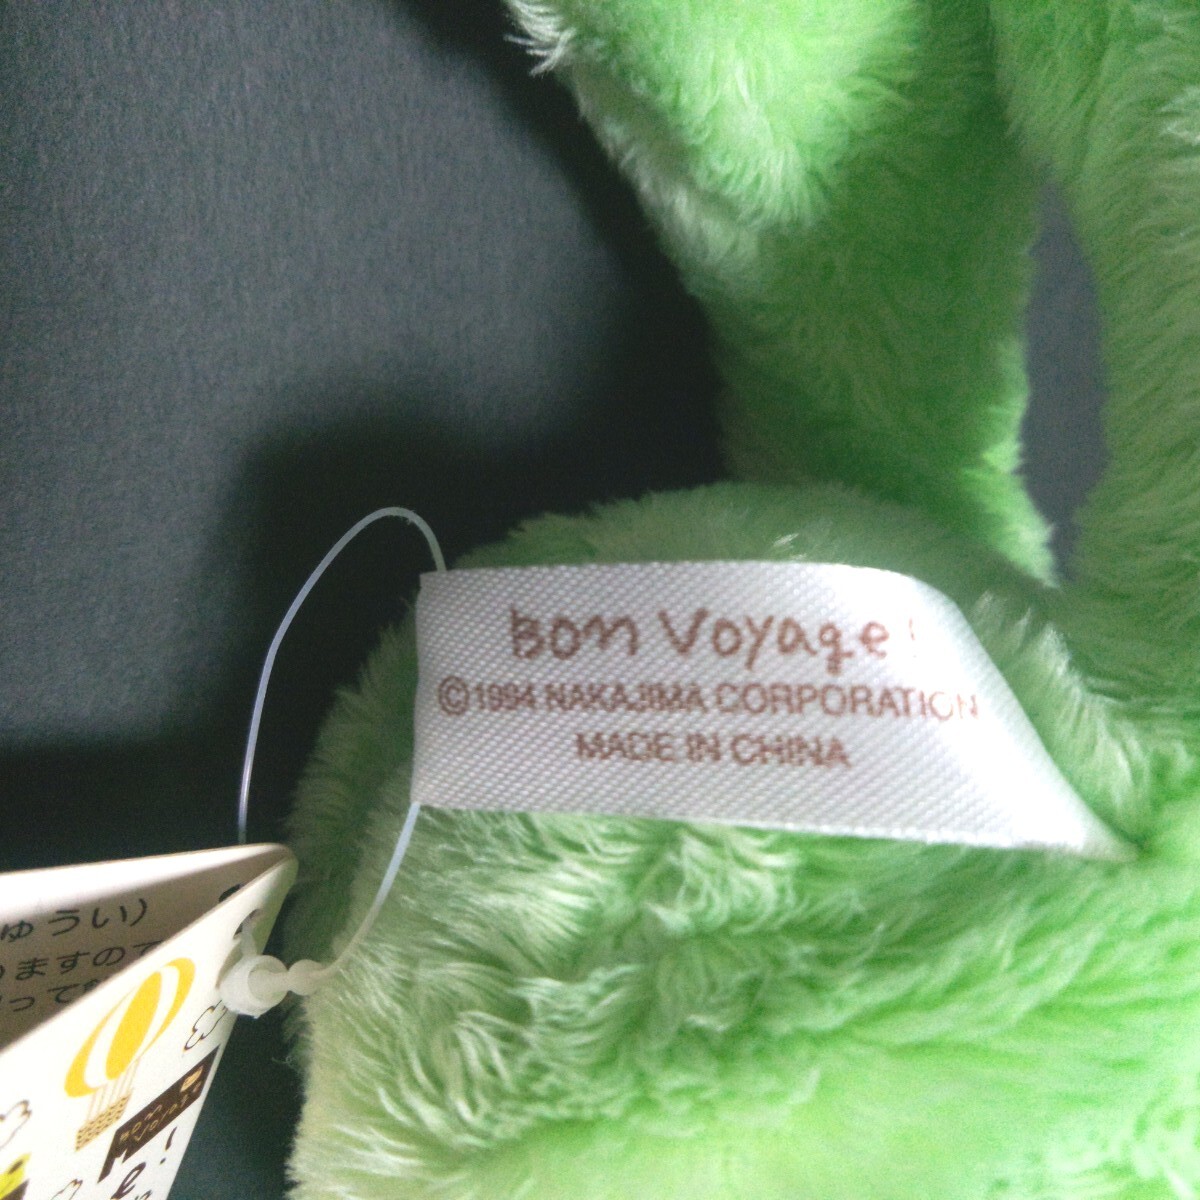 Bon Voyage!
©1994 NAKAJIMA CORPORATION
MADE IN CHINA
ゅうい)
ますので
って